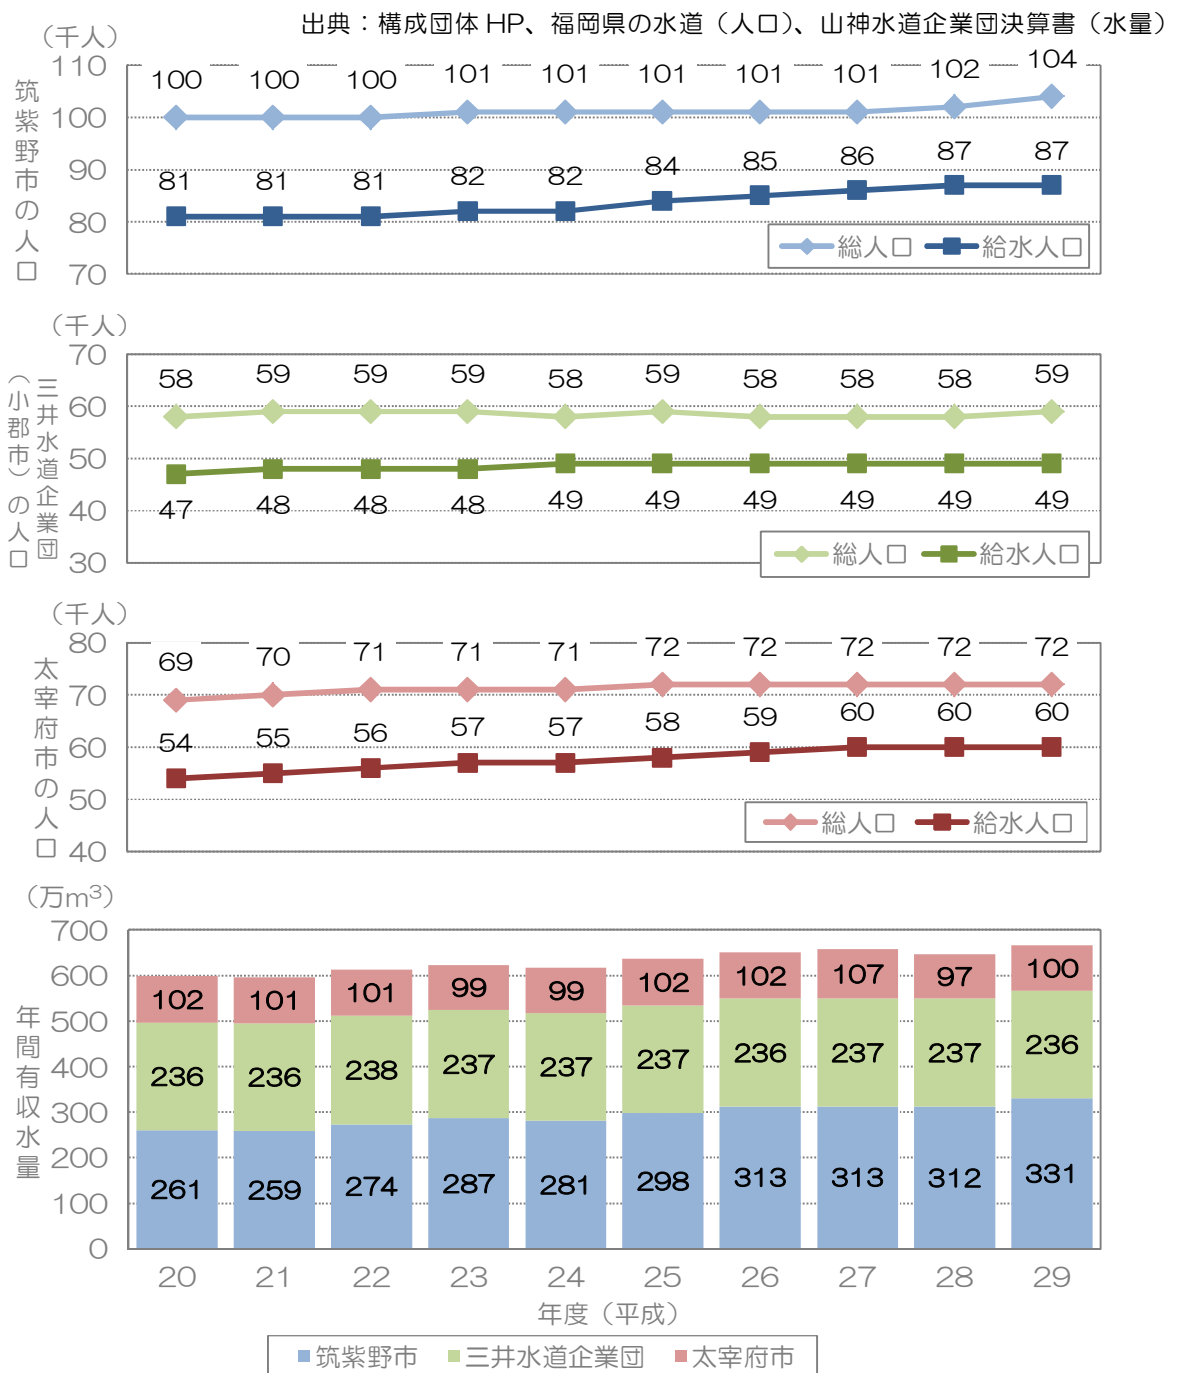 出典：構成団体 HP、福岡県の水道（人口）、山神水道企業団決算書（水量）
（千人）
筑紫野市の人口
110
100
90
80
70
100 100 100 101 101 101 101 101 102 104
81 81 81 82 82 84 85 86 87 87
総人口 給水人口
（千人）
三井水道企業団
（小郡市）の人口
70
60
50
40
30
58 59 59 59 58 59 58 58 58 59
47 48 48 48 49 49 49 49 49 49
総人口 給水人口
（千人）
太宰府市の人口
80
70
60
50
40
69 70 71 71 71 72 72 72 72 72
54 55 56 57 57 58 59 60 60 60
総人口 給水人口
（万m³）
年間有収水量
700
600
500
400
300
200
100
0
102 101 101 99 99 102 102 107 97 100
236 236 238 237 237 237 236 237 237 236
261 259 274 287 281 298 313 313 312 331
20 21 22 23 24 25 26 27 28 29
年度（平成）
筑紫野市 三井水道企業団 太宰府市